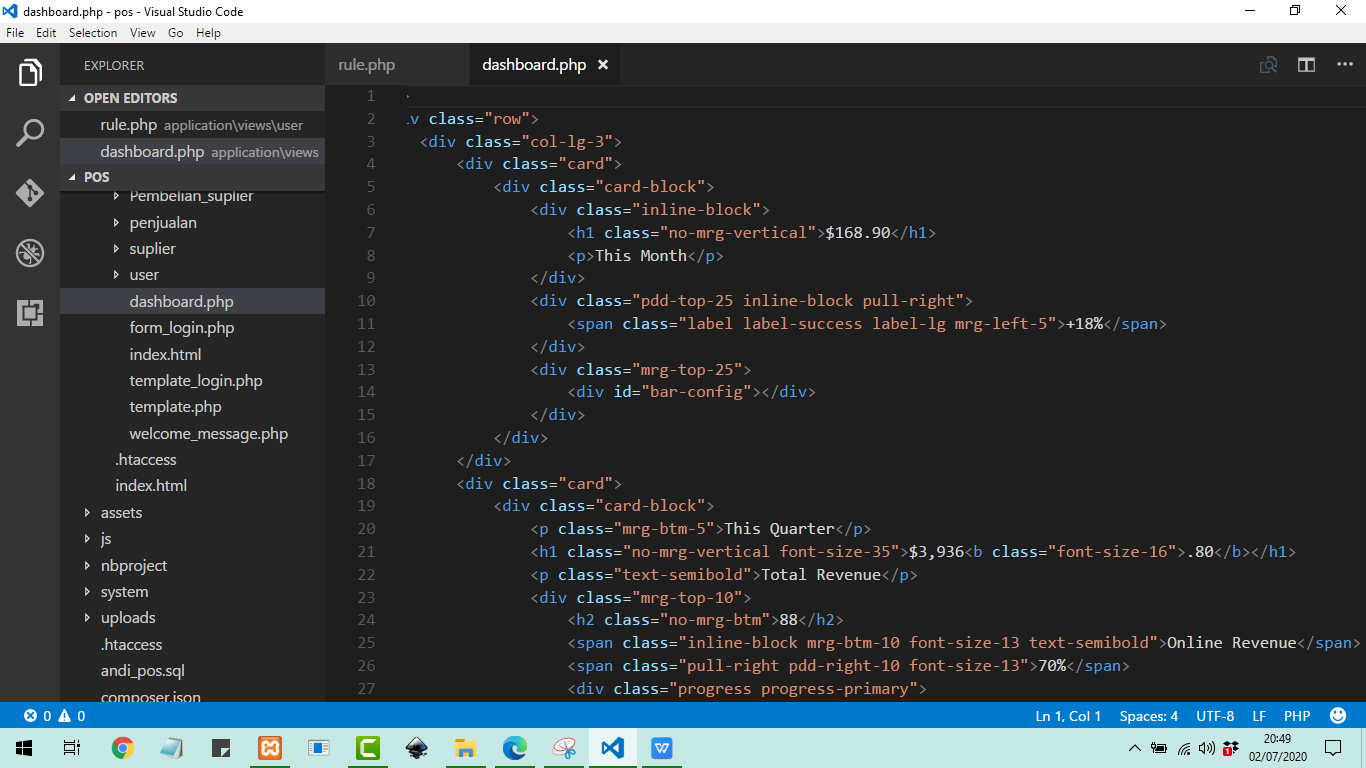 dashboard.php - pos - Visual Studio Code
File Edit Selection View Go Help
EXPLORER
OPEN EDITORS
rule.php application\views\user
dashboard.php application\views
POS
Pembelian_suplier
penjualan
suplier
user
dashboard.php
form_login.php
index.html
template_login.php
template.php
welcome_message.php
.htaccess
index.html
assets
js
nbproject
system
uploads
.htaccess
andi_pos.sql
composer.json
rule.php dashboard.php
1
2 v class="row">
3 <div class="col-lg-3">
4 <div class="card">
5 <div class="card-block">
6 <div class="inline-block">
7 <h1 class="no-mrg-vertical">$168.90</h1>
8 <p>This Month</p>
9 </div>
10 <div class="pdd-top-25 inline-block pull-right">
11 <span class="label label-success label-lg mrg-left-5">+18%</span>
12 </div>
13 <div class="mrg-top-25">
14 <div id="bar-config"></div>
15 </div>
16 </div>
17 </div>
18 <div class="card">
19 <div class="card-block">
20 <p class="mrg-btm-5">This Quarter</p>
21 <h1 class="no-mrg-vertical font-size-35">$3,936<b class="font-size-16">.80</b></h1>
22 <p class="text-semibold">Total Revenue</p>
23 <div class="mrg-top-10">
24 <h2 class="no-mrg-btm">88</h2>
25 <span class="inline-block mrg-btm-10 font-size-13 text-semibold">Online Revenue</span>
26 <span class="pull-right pdd-right-10 font-size-13">70%</span>
27 <div class="progress progress-primary">
0 0 Ln 1, Col 1 Spaces: 4 UTF-8 LF PHP
20:49
02/07/2020